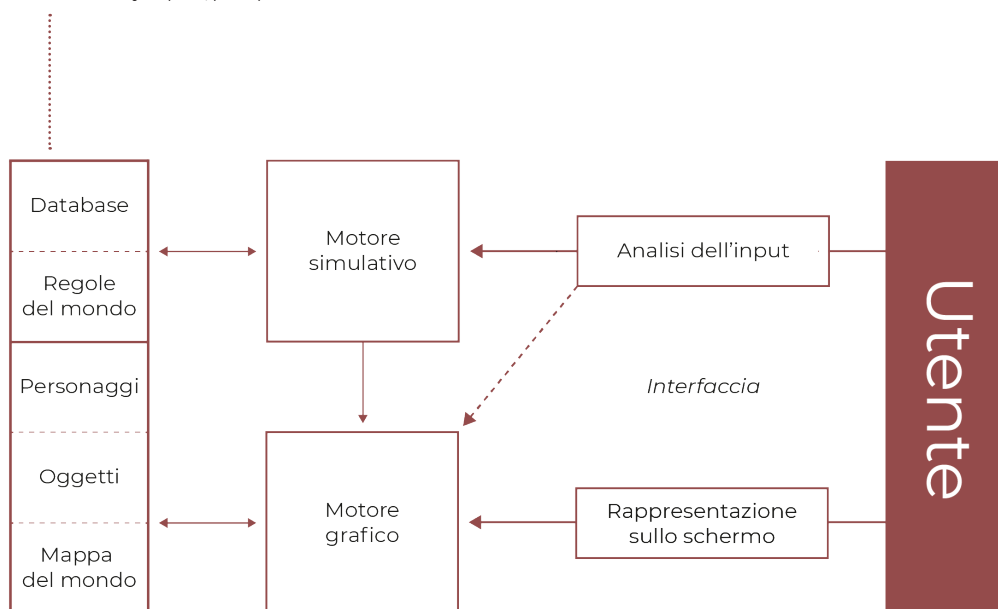 Database
Regole
del mondo
Personaggi
Oggetti
Mappa
del mondo
Motore
simulativo
Motore
grafico
Analisi dell’input
Interfaccia
Rappresentazione
sullo schermo
Utente